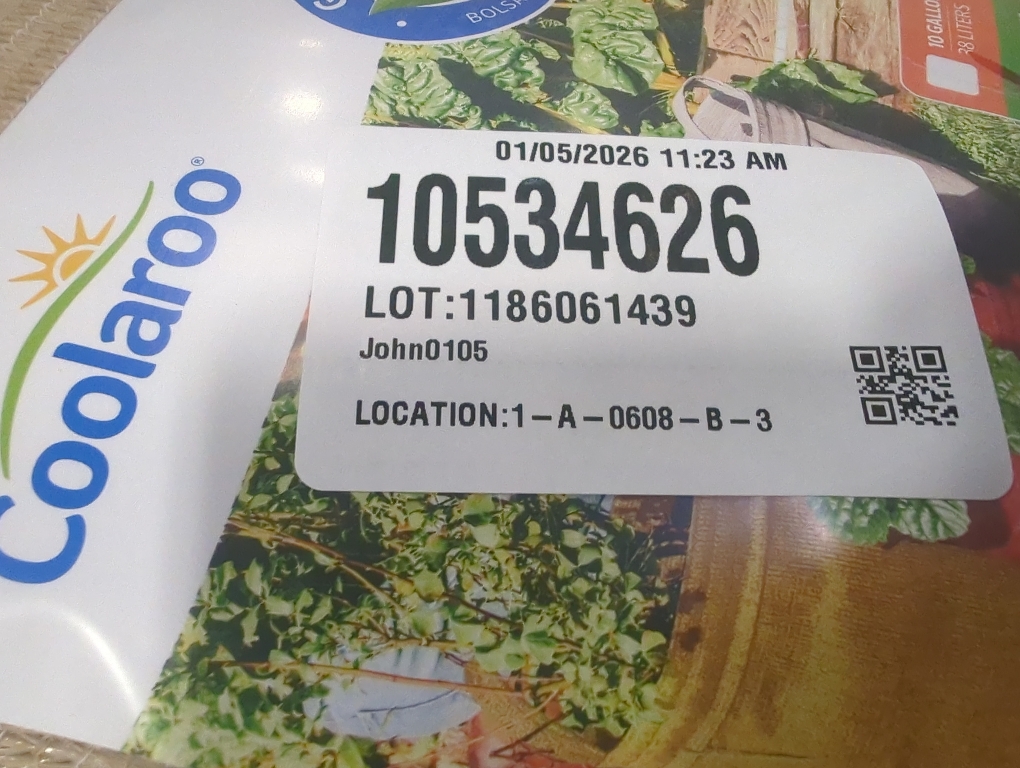 BOLSA
10 GALLO
38 LITERS
Coolaroo®
01/05/2026 11:23 AM
10534626
LOT:1186061439
John0105
LOCATION:1-A-0608-B-3